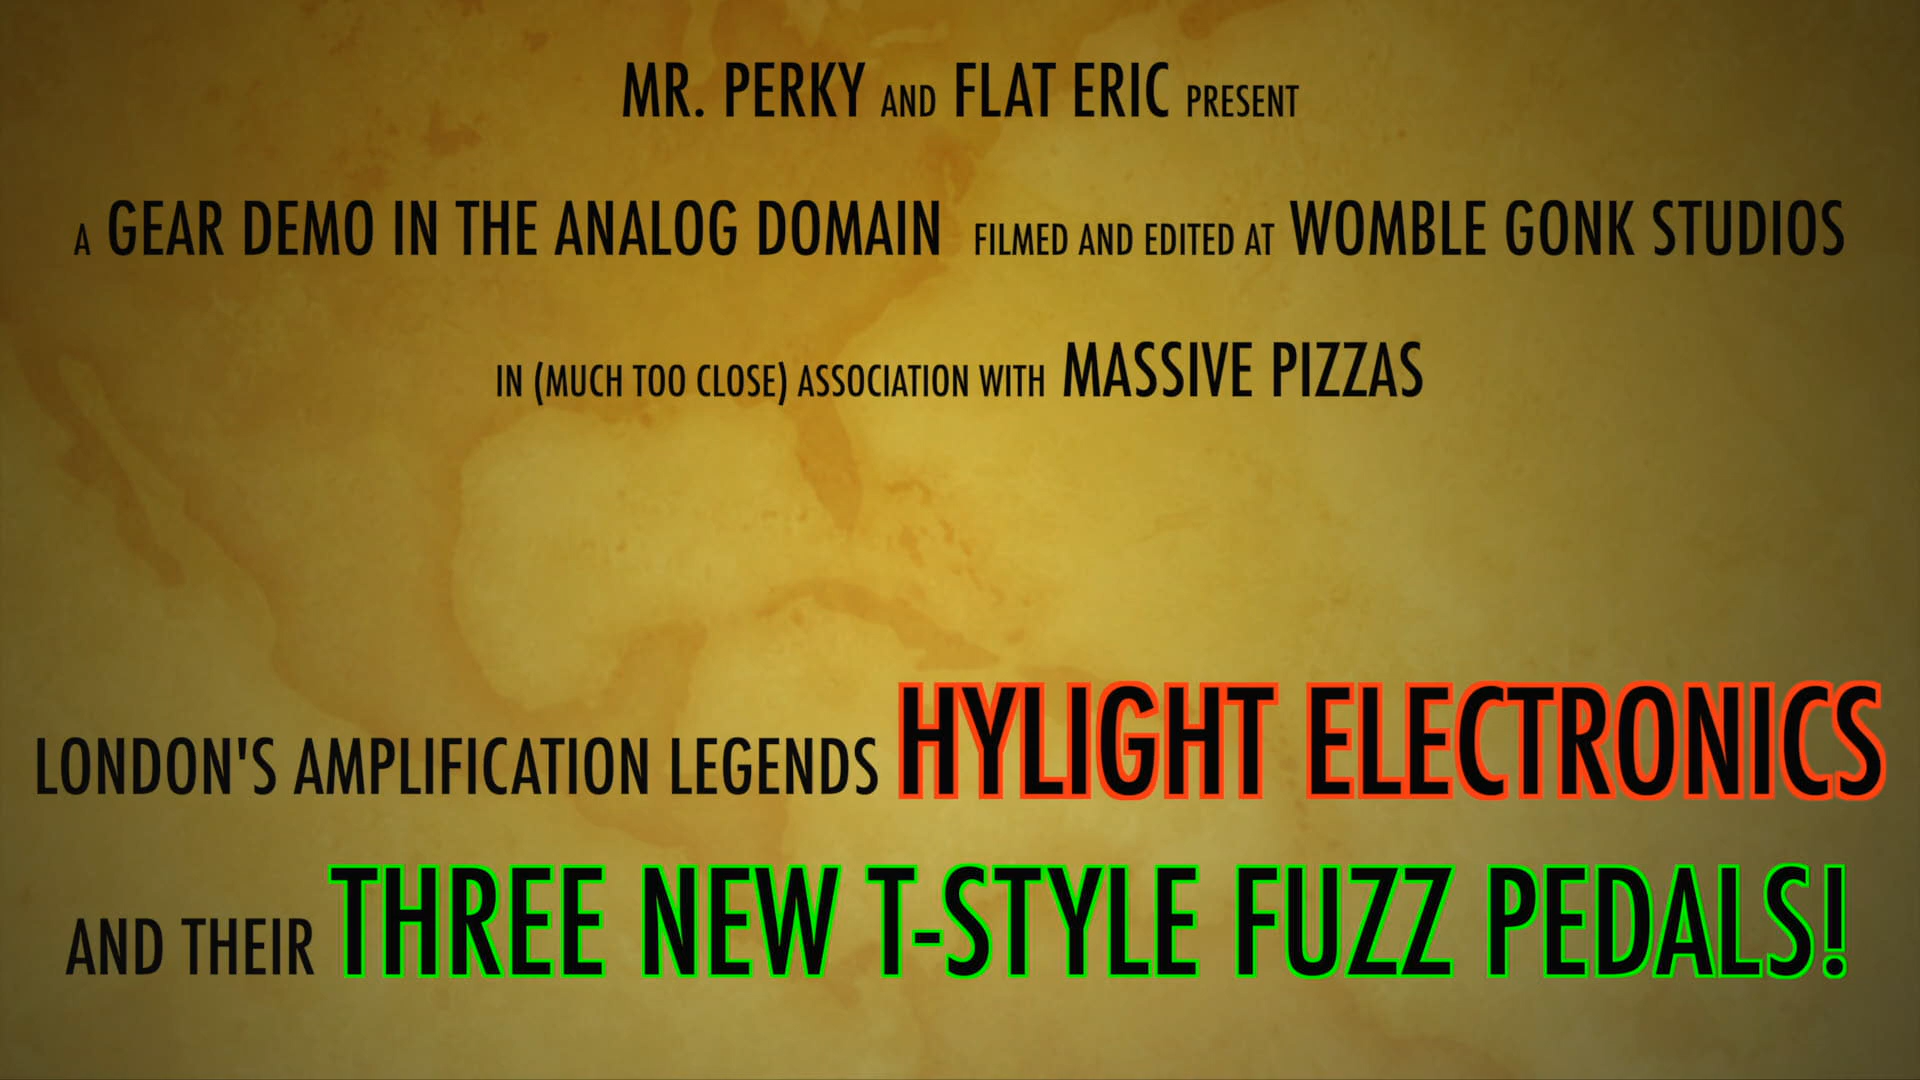 MR. PERKY AND FLAT ERIC PRESENT
A GEAR DEMO IN THE ANALOG DOMAIN FILMED AND EDITED AT WOMBLE GONK STUDIOS
IN (MUCH TOO CLOSE) ASSOCIATION WITH MASSIVE PIZZAS
LONDON'S AMPLIFICATION LEGENDS HYLIGHT ELECTRONICS
AND THEIR THREE NEW T-STYLE FUZZ PEDALS!